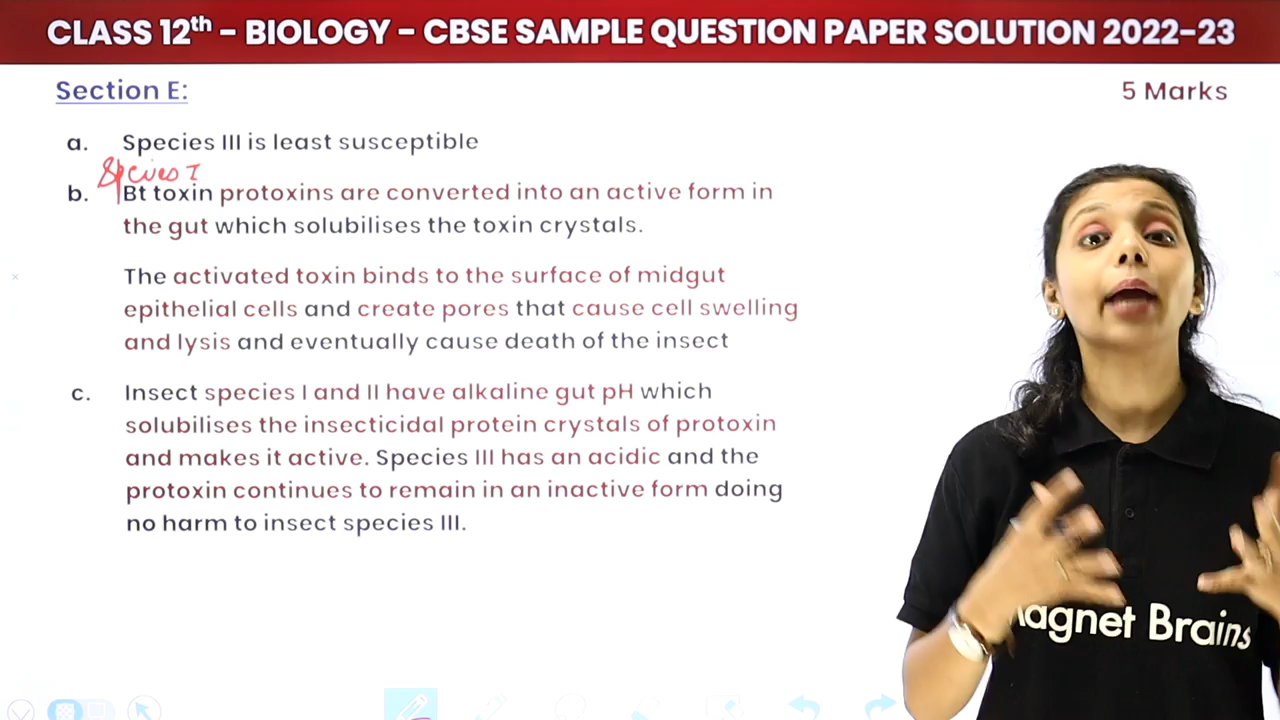 CLASS 12th – BIOLOGY – CBSE SAMPLE QUESTION PAPER SOLUTION 2022-23
Section E:
5 Marks
a. Species III is least susceptible
Species I
b. Bt toxin protoxins are converted into an active form in
the gut which solubilises the toxin crystals.
The activated toxin binds to the surface of midgut
epithelial cells and create pores that cause cell swelling
and lysis and eventually cause death of the insect
c. Insect species I and II have alkaline gut pH which
solubilises the insecticidal protein crystals of protoxin
and makes it active. Species III has an acidic and the
protoxin continues to remain in an inactive form doing
no harm to insect species III.
Magnet Brains